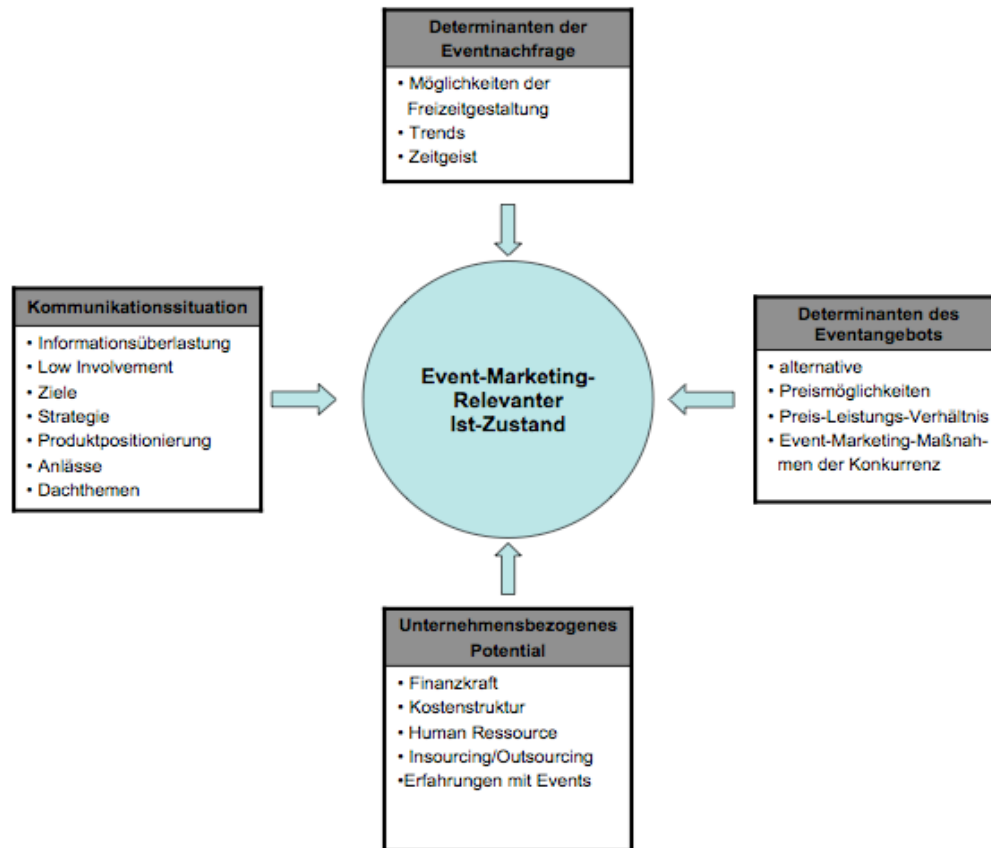 Determinanten der
Eventnachfrage
• Möglichkeiten der
Freizeitgestaltung
• Trends
• Zeitgeist
Kommunikationssituation
• Informationsüberlastung
• Low Involvement
• Ziele
• Strategie
• Produktpositionierung
• Anlässe
• Dachthemen
Event-Marketing-
Relevanter
Ist-Zustand
Determinanten des
Eventangebots
• alternative
• Preismöglichkeiten
• Preis-Leistungs-Verhältnis
• Event-Marketing-Maßnah-
men der Konkurrenz
Unternehmensbezogenes
Potential
• Finanzkraft
• Kostenstruktur
• Human Ressource
• Insourcing/Outsourcing
•Erfahrungen mit Events